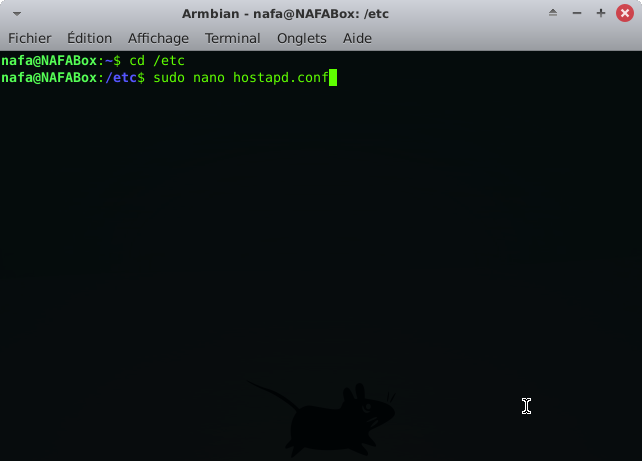 Armbian - nafa@NAFABox: /etc
Fichier Édition Affichage Terminal Onglets Aide
nafa@NAFABox:~$ cd /etc
nafa@NAFABox:/etc$ sudo nano hostapd.conf